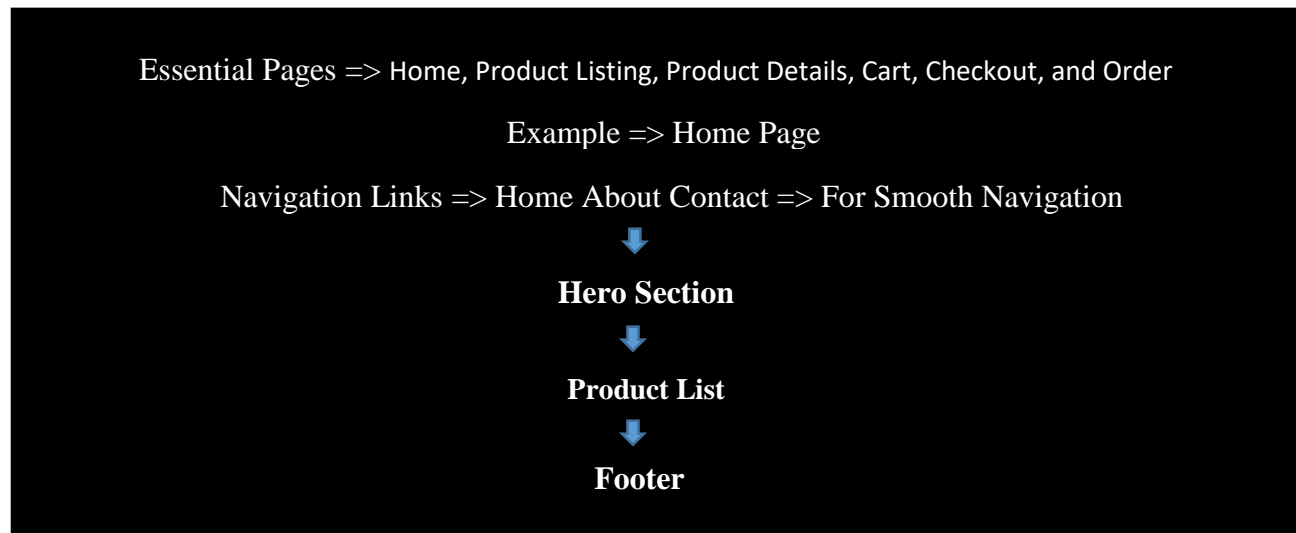 Essential Pages => Home, Product Listing, Product Details, Cart, Checkout, and Order
Example => Home Page
Navigation Links => Home About Contact => For Smooth Navigation
Hero Section
Product List
Footer